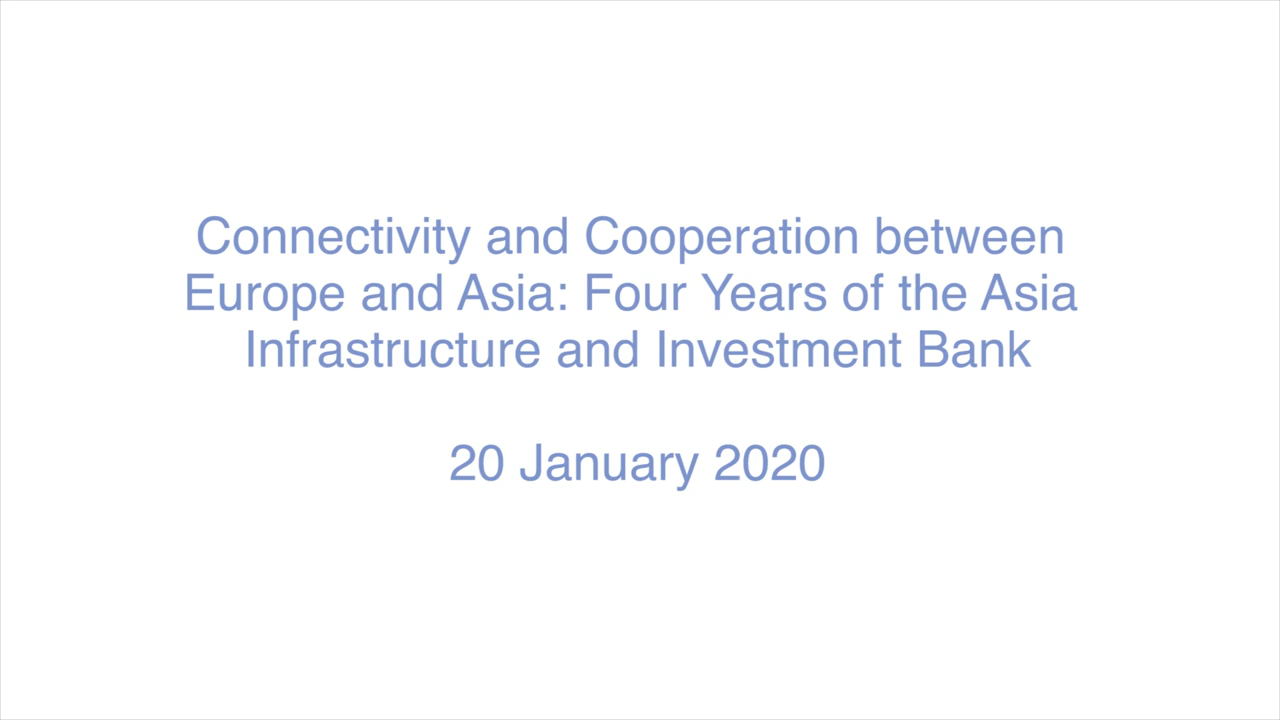 Connectivity and Cooperation between
Europe and Asia: Four Years of the Asia
Infrastructure and Investment Bank
20 January 2020